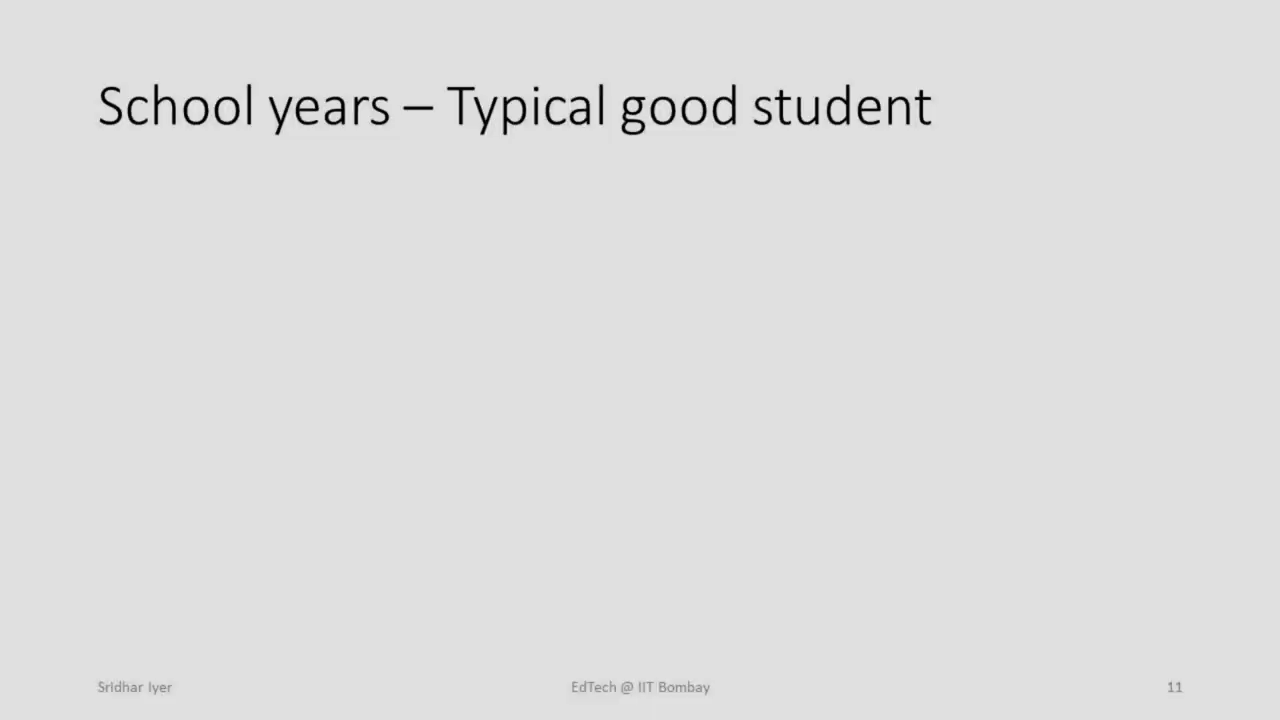 School years – Typical good student
Sridhar Iyer
EdTech @ IIT Bombay
11